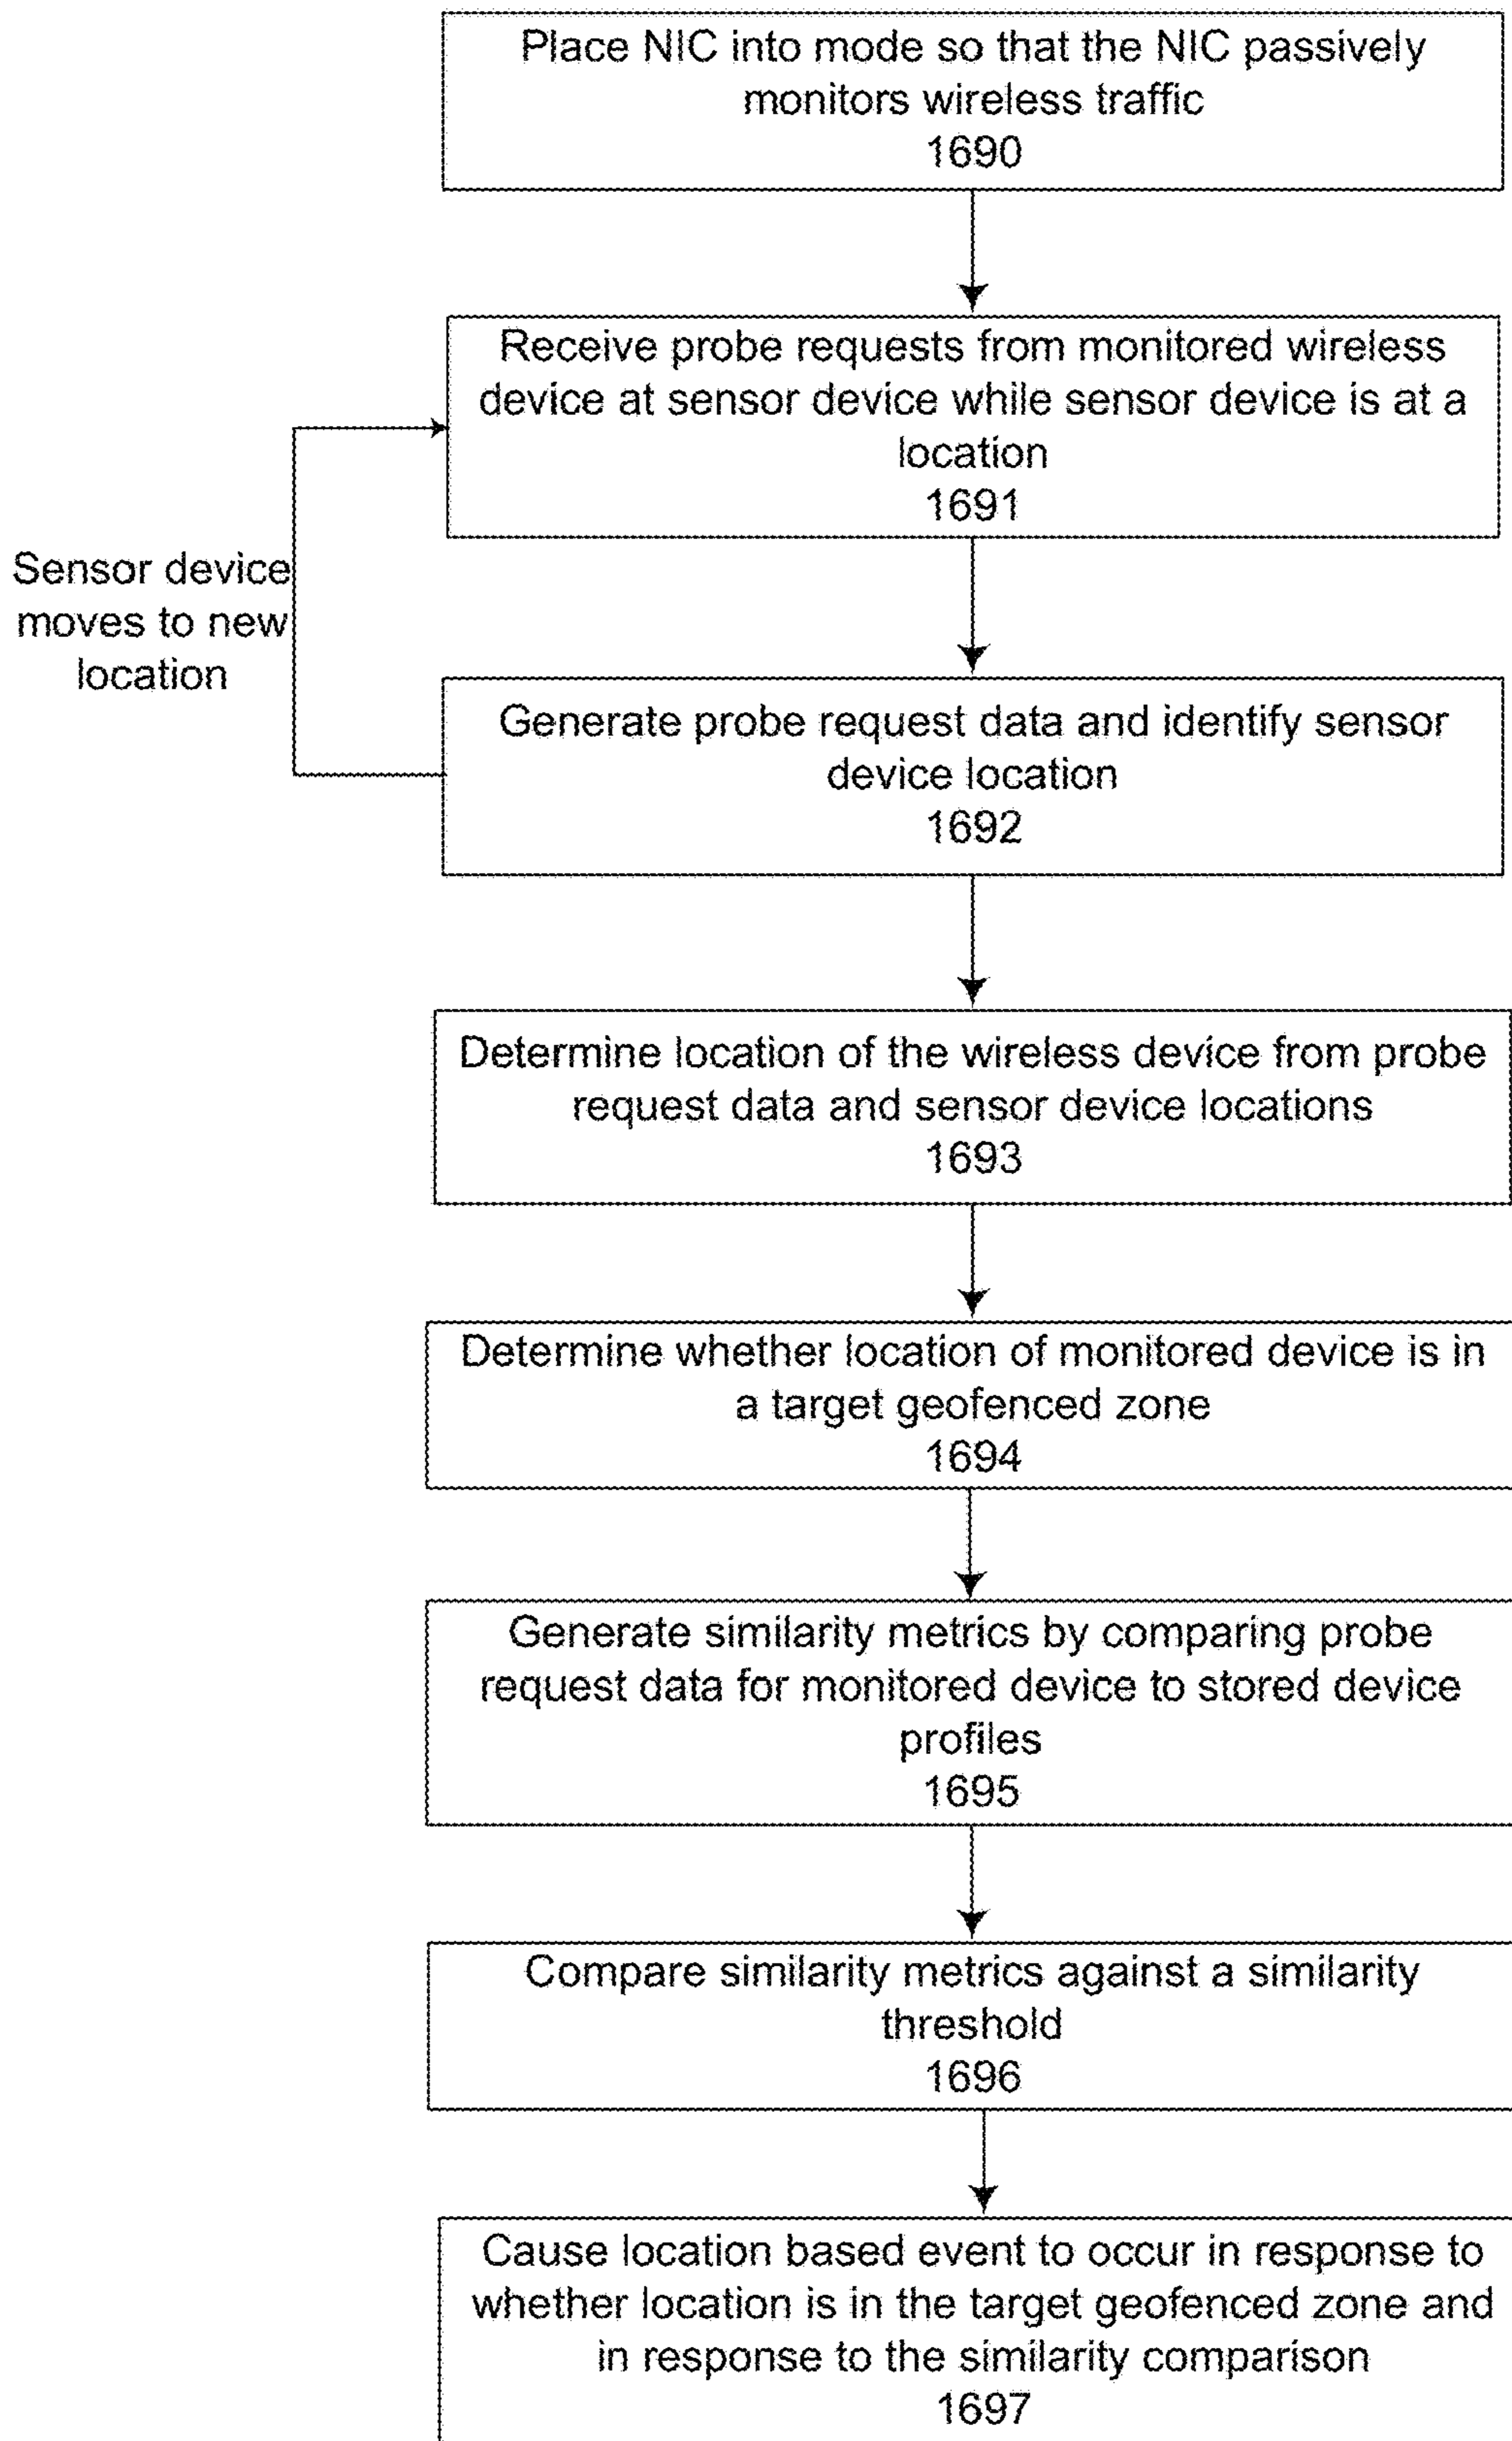 Place NIC into mode so that the NIC passively
monitors wireless traffic
1690
Receive probe requests from monitored wireless
device at sensor device while sensor device is at a
location
1691
Sensor device
moves to new
location
Generate probe request data and identify sensor
device location
1692
Determine location of the wireless device from probe
request data and sensor device locations
1693
Determine whether location of monitored device is in
a target geofenced zone
1694
Generate similarity metrics by comparing probe
request data for monitored device to stored device
profiles
1695
Compare similarity metrics against a similarity
threshold
1696
Cause location based event to occur in response to
whether location is in the target geofenced zone and
in response to the similarity comparison
1697